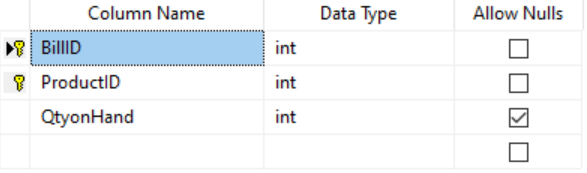 Column Name Data Type Allow Nulls
BillID int
ProductID int
QtyonHand int